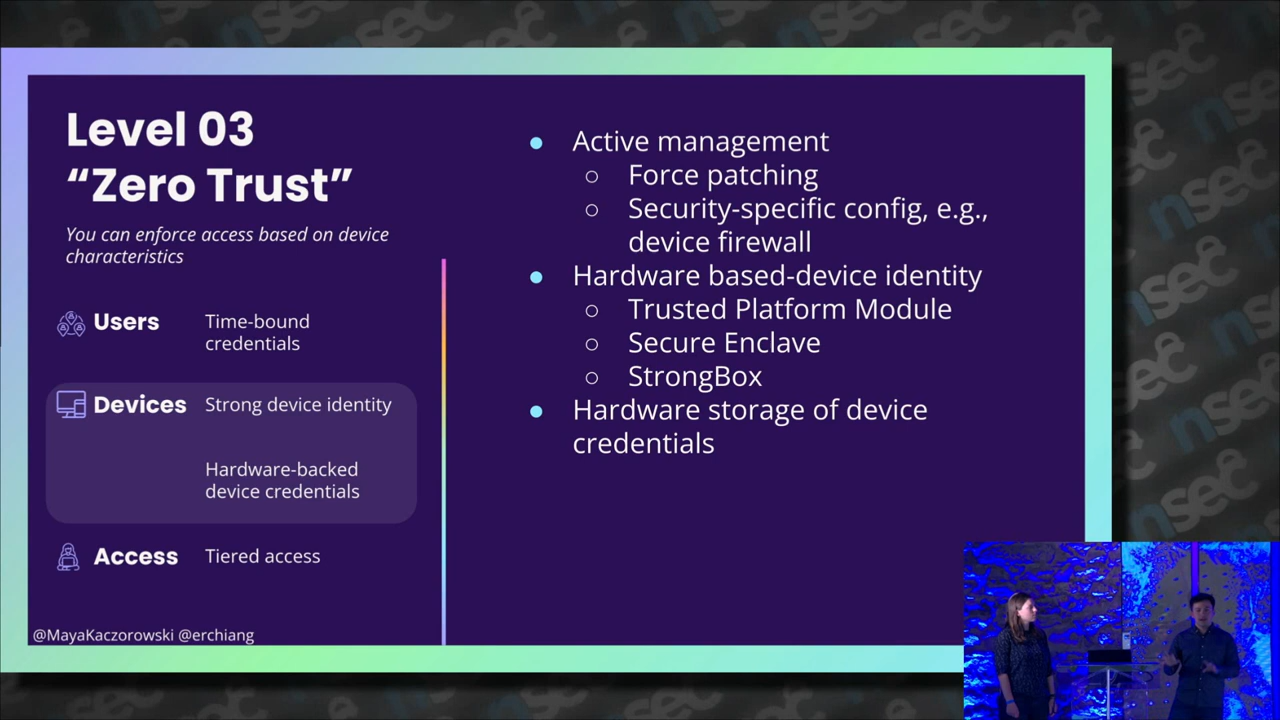 Level 03
“Zero Trust”
You can enforce access based on device
characteristics
Users
Time-bound
credentials
Devices
Strong device identity
Hardware-backed
device credentials
Access
Tiered access
@MayaKaczorowski @erchiang
● Active management
○ Force patching
○ Security-specific config, e.g.,
device firewall
● Hardware based-device identity
○ Trusted Platform Module
○ Secure Enclave
○ StrongBox
● Hardware storage of device
credentials
nsec